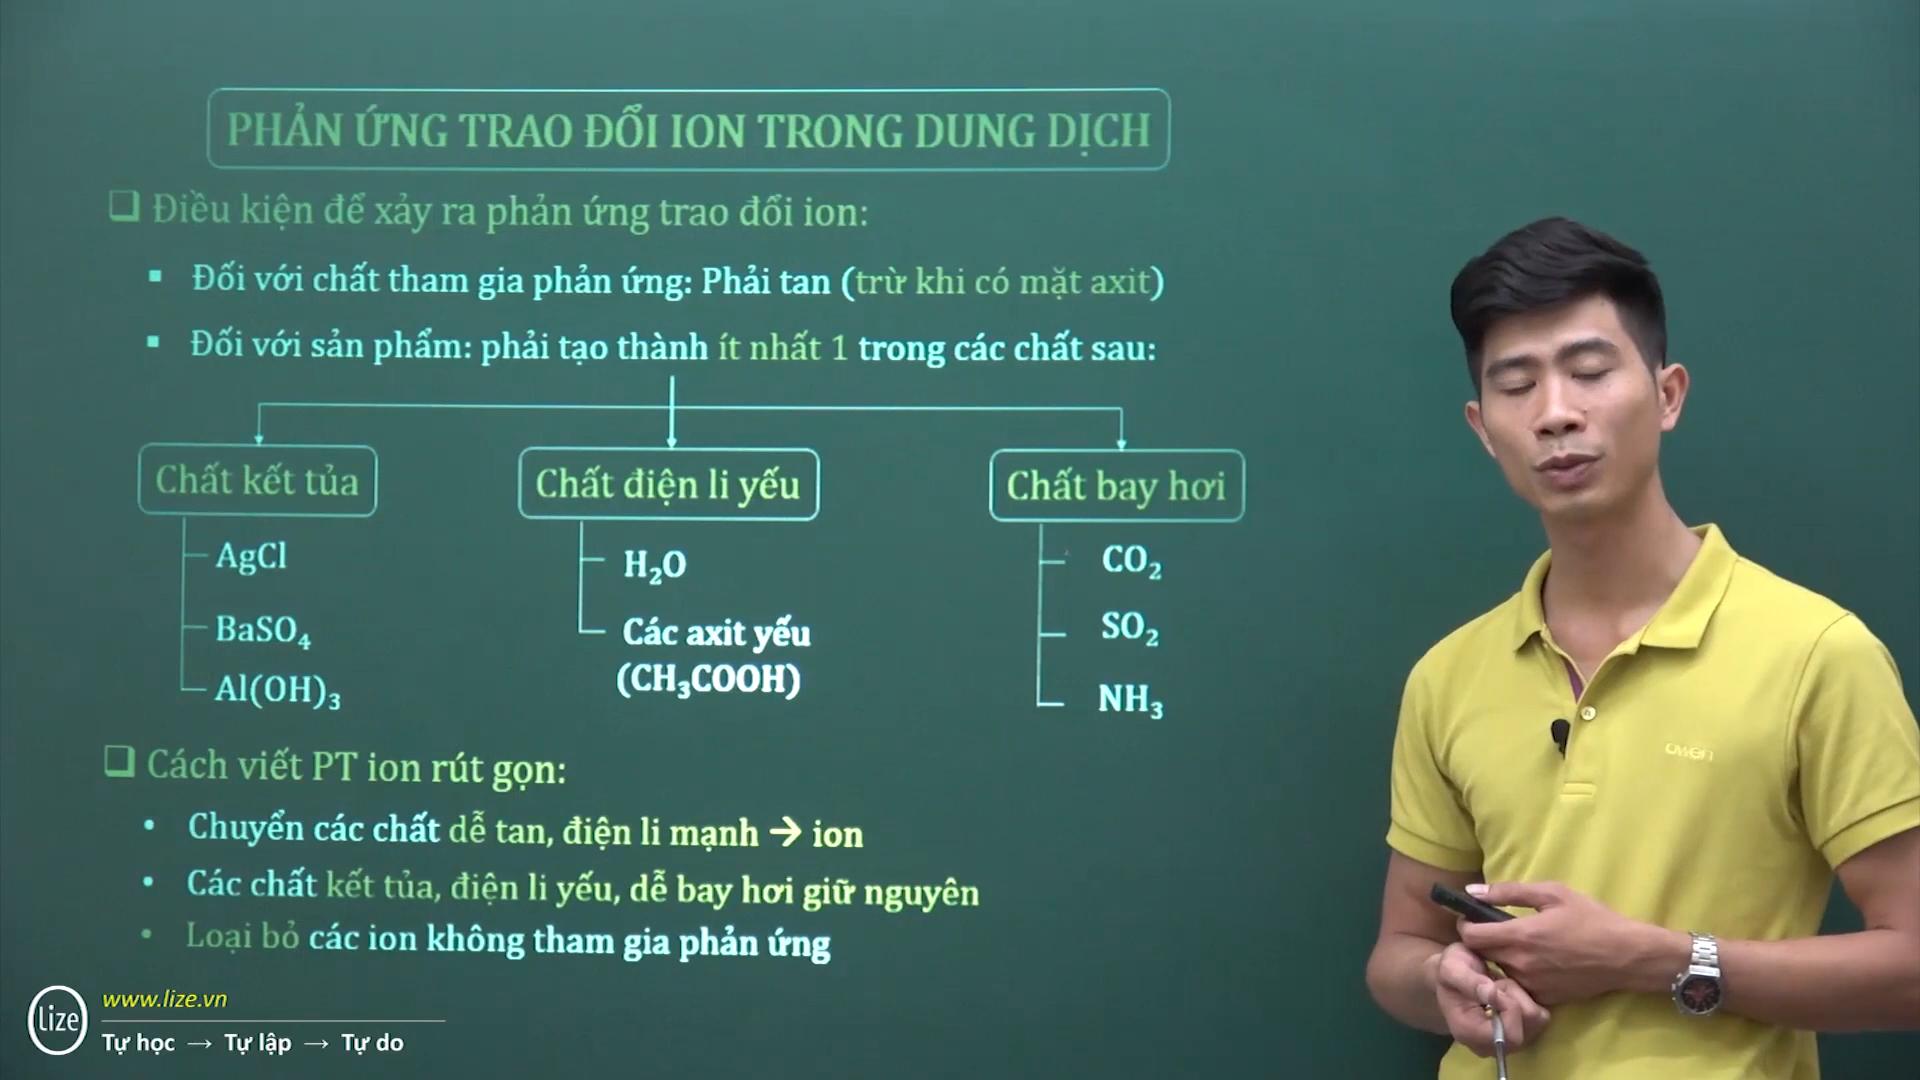 PHẢN ỨNG TRAO ĐỔI ION TRONG DUNG DỊCH
❑ Điều kiện để xảy ra phản ứng trao đổi ion:
▪ Đối với chất tham gia phản ứng: Phải tan (trừ khi có mặt axit)
▪ Đối với sản phẩm: phải tạo thành ít nhất 1 trong các chất sau:
Chất kết tủa
AgCl
BaSO₄
Al(OH)₃
Chất điện li yếu
H₂O
Các axit yếu
(CH₃COOH)
Chất bay hơi
CO₂
SO₂
NH₃
❑ Cách viết PT ion rút gọn:
• Chuyển các chất dễ tan, điện li mạnh → ion
• Các chất kết tủa, điện li yếu, dễ bay hơi giữ nguyên
• Loại bỏ các ion không tham gia phản ứng
owen
lize
www.lize.vn
Tự học → Tự lập → Tự do